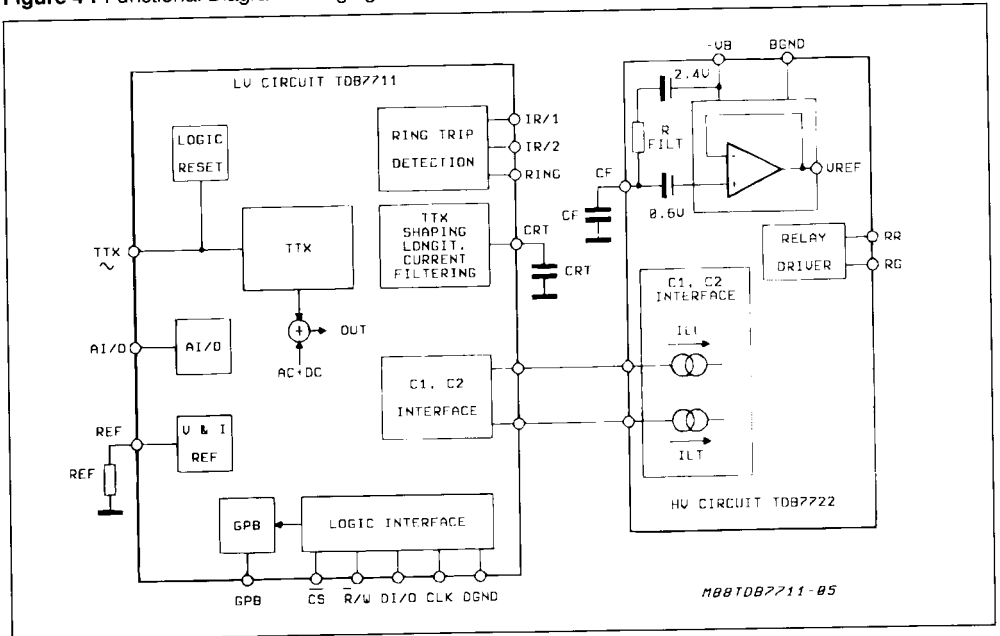 Figure 4 : Functional Diagram
LV CIRCUIT TDB7711
LOGIC
RESET
RING TRIP
DETECTION
IR/1
IR/2
RING
TTX
~
TTX
TTX
SHAPING
LONGIT.
CURRENT
FILTERING
CRT
CRT
+
OUT
AC+DC
AI/O
AI/O
REF
V & I
REF
REF
C1, C2
INTERFACE
GPB
LOGIC INTERFACE
GPB
CS
R/W
DI/O
CLK
DGND
-VB
BGND
2.4V
R
FILT
CF
CF
0.6V
-
+
VREF
RELAY
DRIVER
RR
RG
C1, C2
INTERFACE
ILT
ILT
HV CIRCUIT TDB7722
M88TDB7711-05